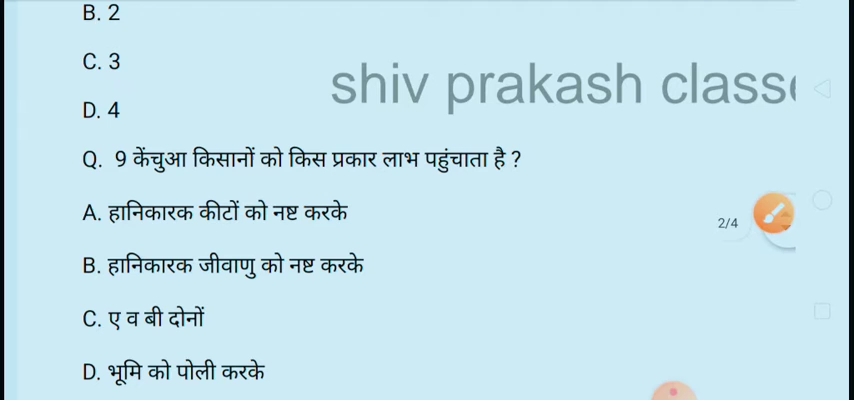 B. 2
C. 3
shiv prakash class
D. 4
Q. 9 केंचुआ किसानों को किस प्रकार लाभ पहुंचाता है ?
A. हानिकारक कीटों को नष्ट करके
2/4
B. हानिकारक जीवाणु को नष्ट करके
C. ए व बी दोनों
D. भूमि को पोली करके